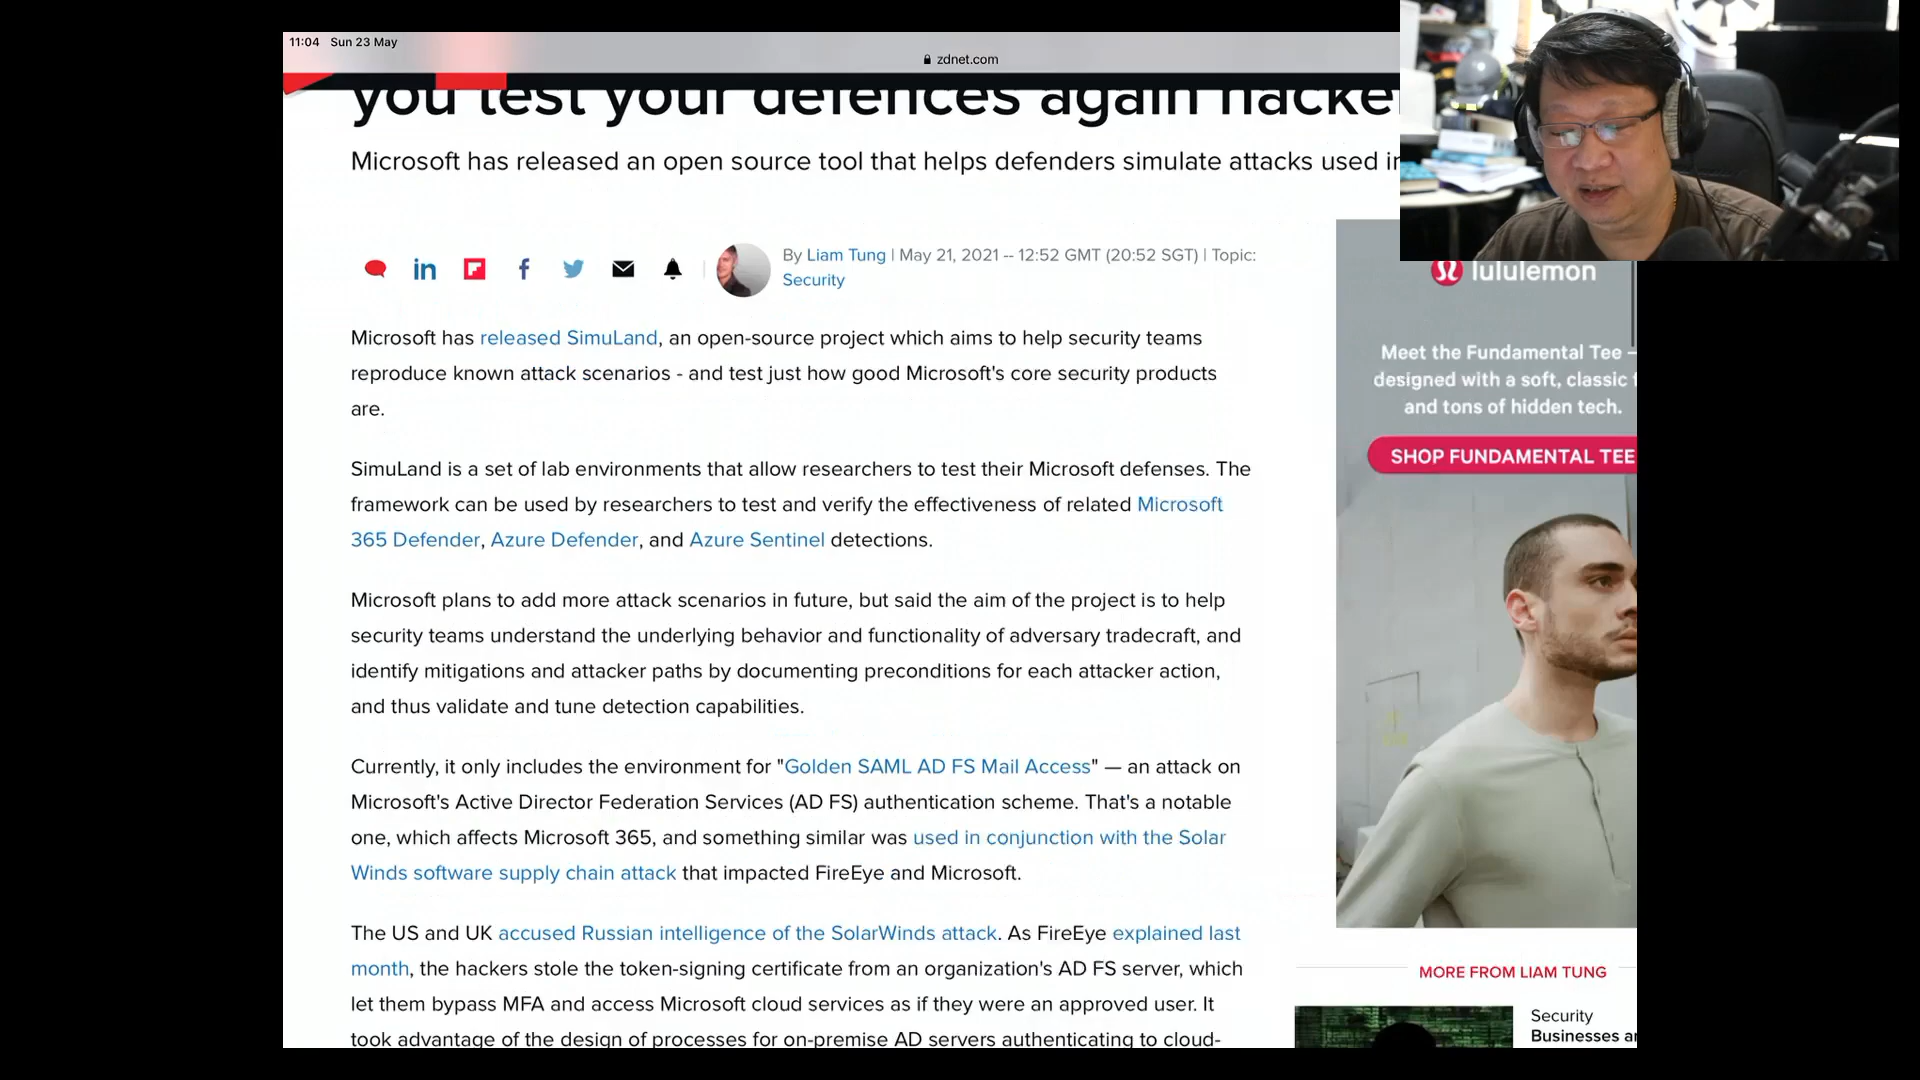 11:04 Sun 23 May
zdnet.com
you test your defences again
Microsoft has released an open source tool that helps defenders simulate attacks used
By Liam Tung | May 21, 2021 -- 12:52 GMT (20:52 SGT) | Topic:
Security
Microsoft has released SimuLand, an open-source project which aims to help security teams
reproduce known attack scenarios - and test just how good Microsoft's core security products
are.
SimuLand is a set of lab environments that allow researchers to test their Microsoft defenses. The
framework can be used by researchers to test and verify the effectiveness of related Microsoft
365 Defender, Azure Defender, and Azure Sentinel detections.
Microsoft plans to add more attack scenarios in future, but said the aim of the project is to help
security teams understand the underlying behavior and functionality of adversary tradecraft, and
identify mitigations and attacker paths by documenting preconditions for each attacker action,
and thus validate and tune detection capabilities.
Currently, it only includes the environment for "Golden SAML AD FS Mail Access" — an attack on
Microsoft's Active Director Federation Services (AD FS) authentication scheme. That's a notable
one, which affects Microsoft 365, and something similar was used in conjunction with the Solar
Winds software supply chain attack that impacted FireEye and Microsoft.
The US and UK accused Russian intelligence of the SolarWinds attack. As FireEye explained last
month, the hackers stole the token-signing certificate from an organization's AD FS server, which
let them bypass MFA and access Microsoft cloud services as if they were an approved user. It
took advantage of the design of processes for on-premise AD servers authenticating to cloud-
lululemon
Meet the Fundamental Tee —
designed with a soft, classic
and tons of hidden tech.
SHOP FUNDAMENTAL TEE
MORE FROM LIAM TUNG
Security
Businesses